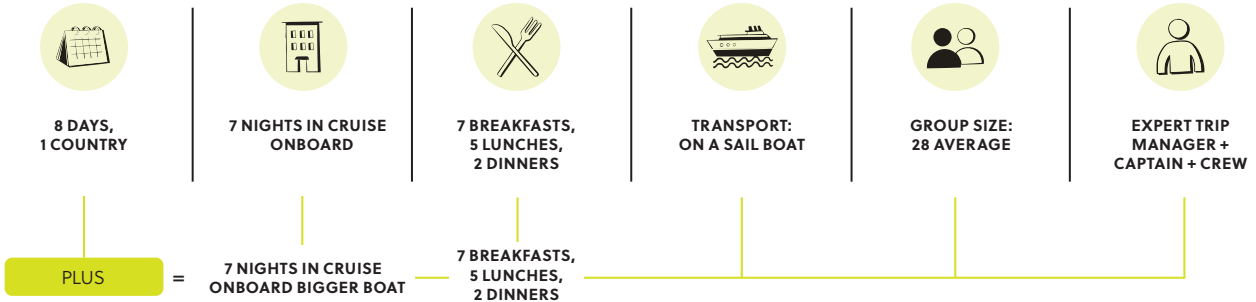 8 DAYS,
1 COUNTRY
7 NIGHTS IN CRUISE
ONBOARD
7 BREAKFASTS,
5 LUNCHES,
2 DINNERS
TRANSPORT:
ON A SAIL BOAT
GROUP SIZE:
28 AVERAGE
EXPERT TRIP
MANAGER +
CAPTAIN + CREW
PLUS
=
7 NIGHTS IN CRUISE
ONBOARD BIGGER BOAT
7 BREAKFASTS,
5 LUNCHES,
2 DINNERS